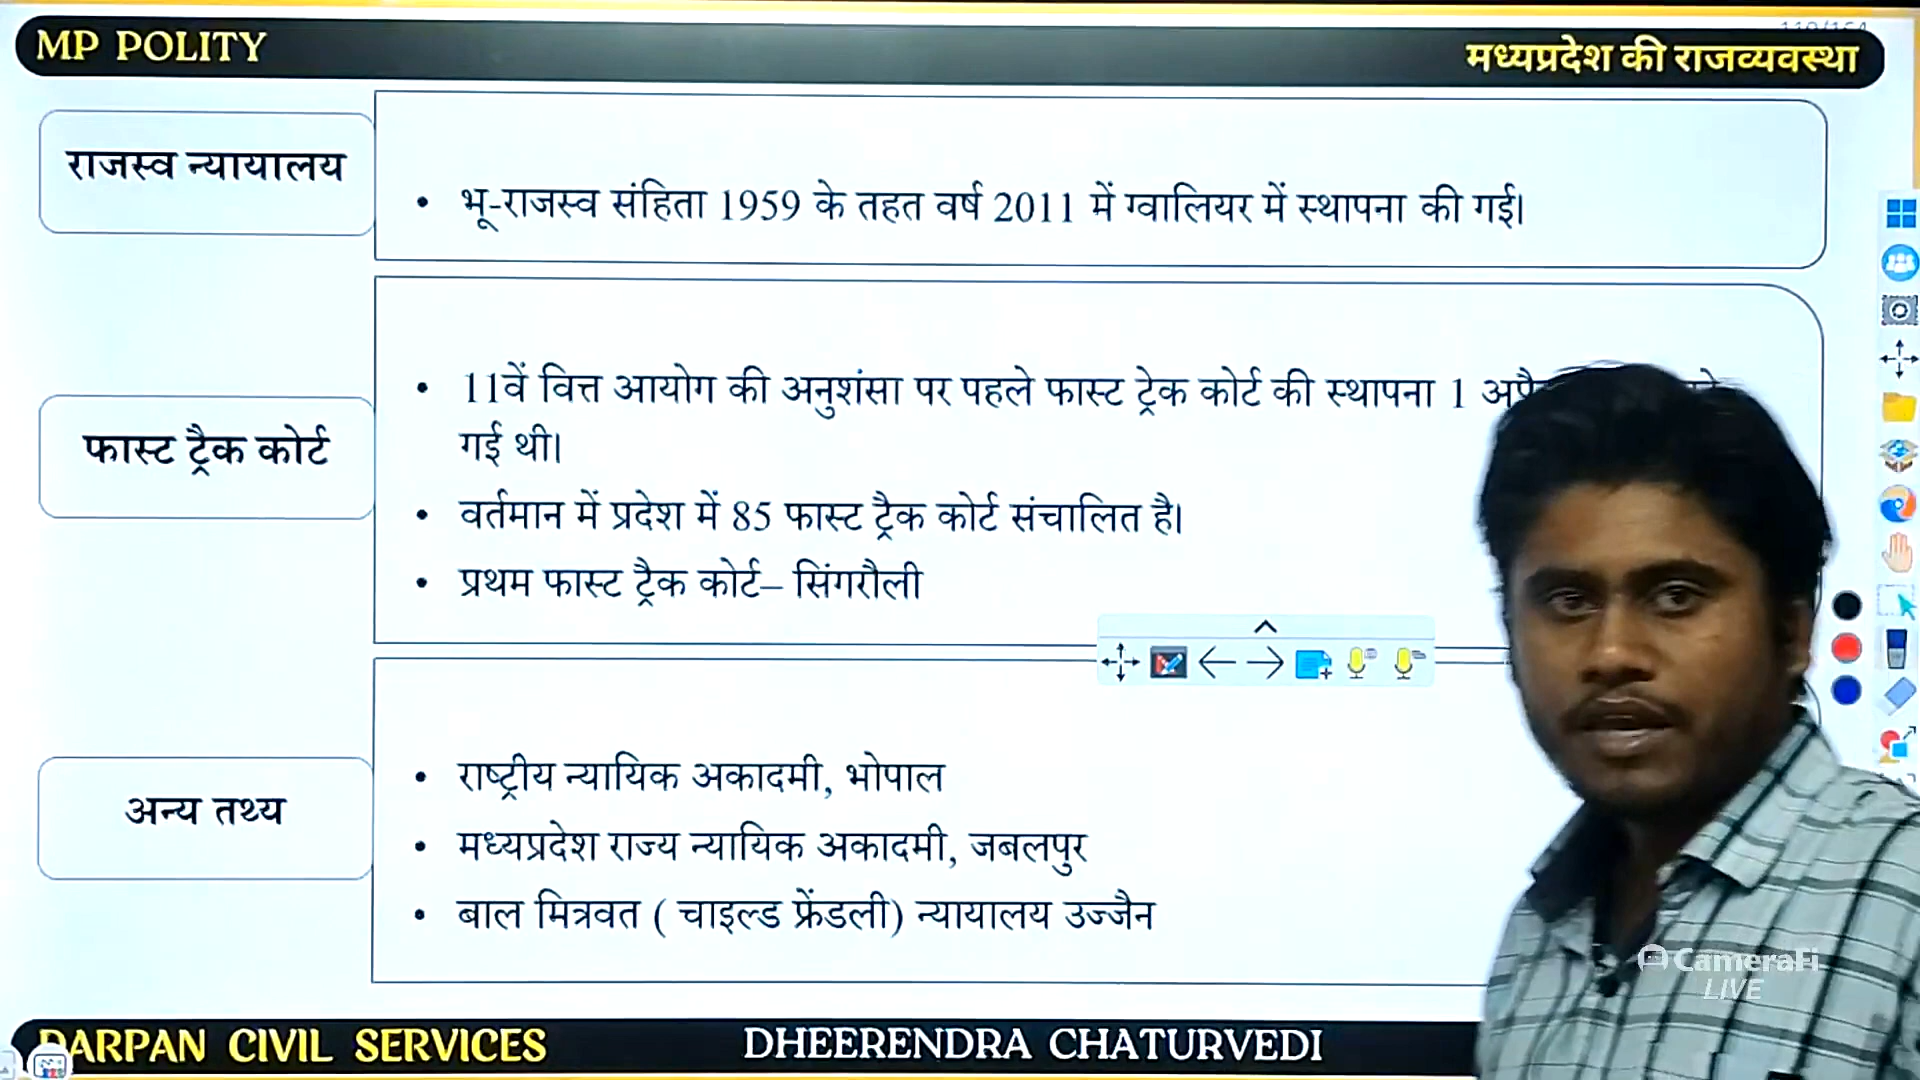 MP POLITY
मध्यप्रदेश की राजव्यवस्था
राजस्व न्यायालय
• भू-राजस्व संहिता 1959 के तहत वर्ष 2011 में ग्वालियर में स्थापना की गई।
फास्ट ट्रैक कोर्ट
• 11वें वित्त आयोग की अनुशंसा पर पहले फास्ट ट्रेक कोर्ट की स्थापना 1
गई थी।
• वर्तमान में प्रदेश में 85 फास्ट ट्रैक कोर्ट संचालित है।
• प्रथम फास्ट ट्रैक कोर्ट– सिंगरौली
अन्य तथ्य
• राष्ट्रीय न्यायिक अकादमी, भोपाल
• मध्यप्रदेश राज्य न्यायिक अकादमी, जबलपुर
• बाल मित्रवत ( चाइल्ड फ्रेंडली) न्यायालय उज्जैन
CameraFi
LIVE
DARPAN CIVIL SERVICES
DHEERENDRA CHATURVEDI